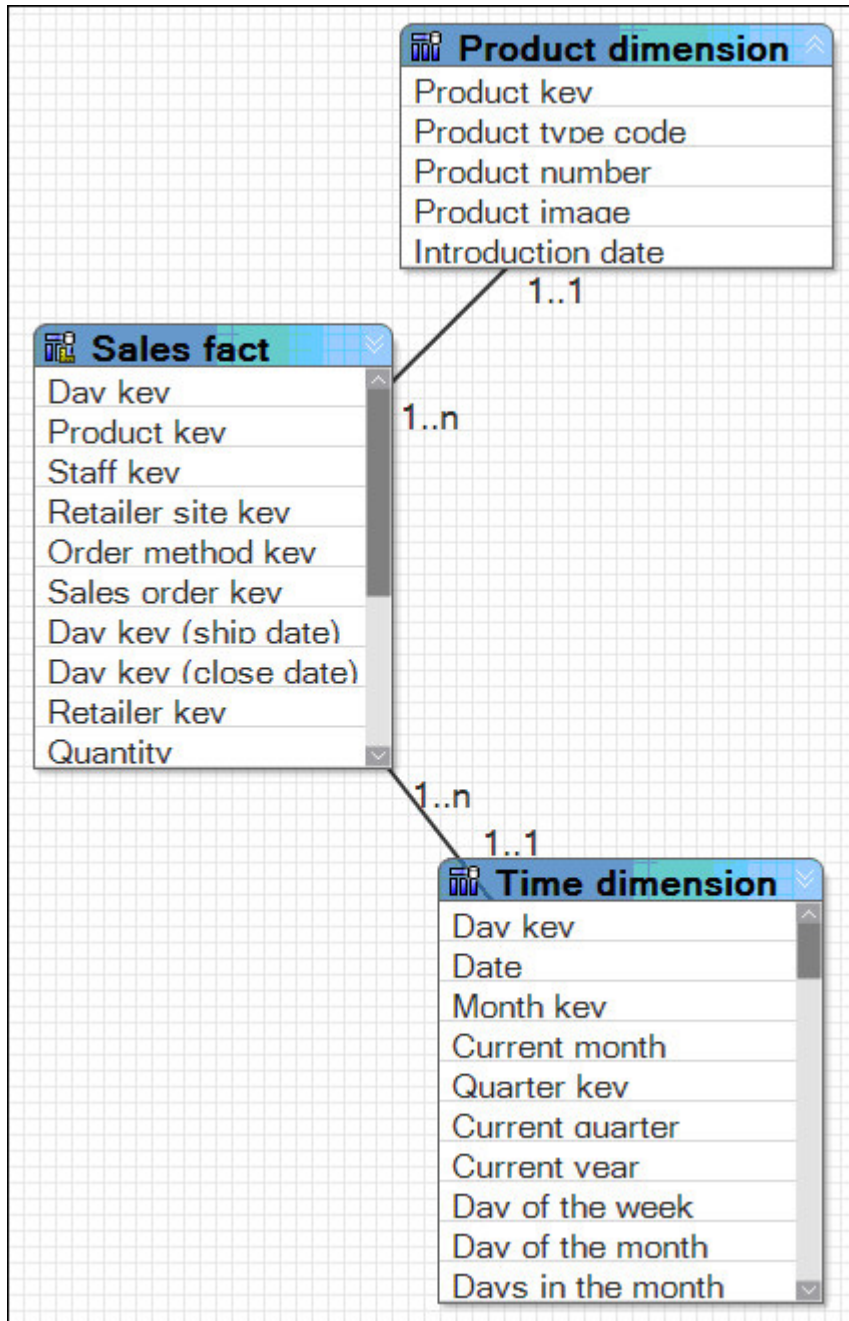 Product dimension
Product key
Product type code
Product number
Product image
Introduction date
1..1
Sales fact
1..n
Day key
Product key
Staff key
Retailer site key
Order method key
Sales order key
Day key (ship date)
Day key (close date)
Retailer key
Quantity
1..n
1..1
Time dimension
Day key
Date
Month key
Current month
Quarter key
Current quarter
Current year
Day of the week
Day of the month
Days in the month